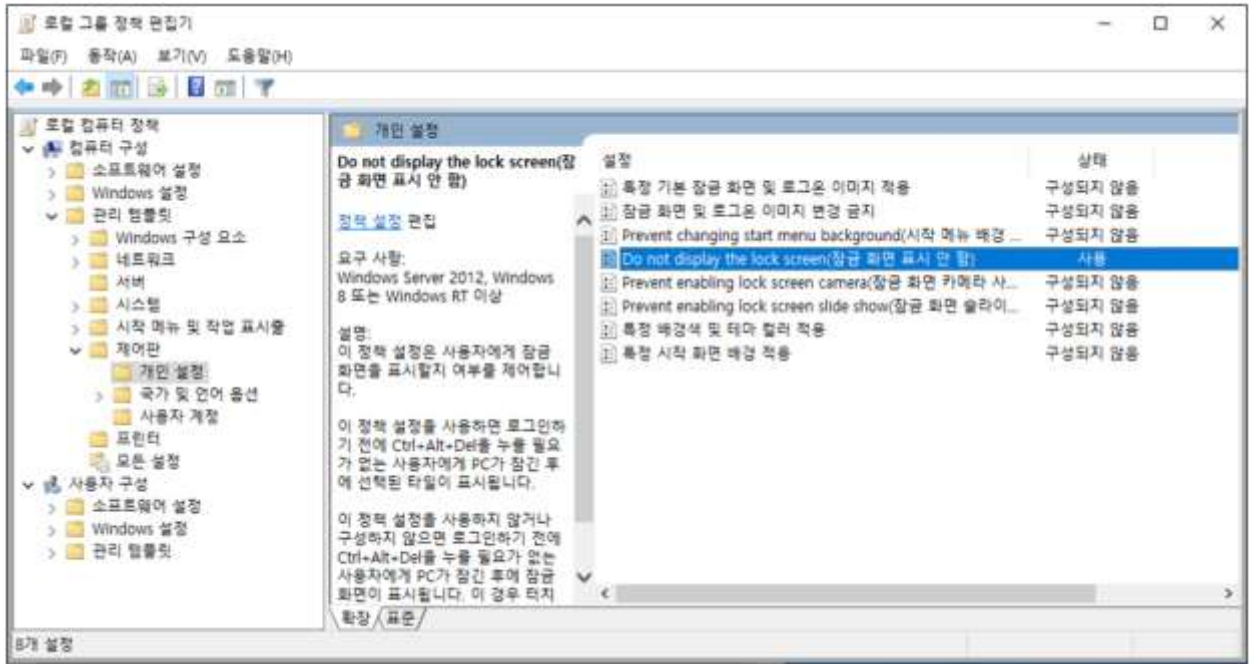 로컬 그룹 정책 편집기
파일(F) 동작(A) 보기(V) 도움말(H)
로컬 컴퓨터 정책
컴퓨터 구성
소프트웨어 설정
Windows 설정
관리 템플릿
Windows 구성 요소
네트워크
서버
시스템
시작 메뉴 및 작업 표시줄
제어판
개인 설정
국가 및 언어 옵션
사용자 계정
프린터
모든 설정
사용자 구성
소프트웨어 설정
Windows 설정
관리 템플릿
개인 설정
Do not display the lock screen(잠
금 화면 표시 안 함)
정책 설정 편집
요구 사항:
Windows Server 2012, Windows
8 또는 Windows RT 이상
설명:
이 정책 설정은 사용자에게 잠금
화면을 표시할지 여부를 제어합니
다.
이 정책 설정을 사용하면 로그인하
기 전에 Ctrl+Alt+Del을 누를 필요
가 없는 사용자에게 PC가 잠긴 후
에 선택된 타일이 표시됩니다.
이 정책 설정을 사용하지 않거나
구성하지 않으면 로그인하기 전에
Ctrl+Alt+Del을 누를 필요가 없는
사용자에게 PC가 잠긴 후에 잠금
화면이 표시됩니다. 이 경우 터치
설정 상태
특정 기본 잠금 화면 및 로그온 이미지 적용 구성되지 않음
잠금 화면 및 로그온 이미지 변경 금지 구성되지 않음
Prevent changing start menu background(시작 메뉴 배경 ... 구성되지 않음
Do not display the lock screen(잠금 화면 표시 안 함) 사용
Prevent enabling lock screen camera(잠금 화면 카메라 사... 구성되지 않음
Prevent enabling lock screen slide show(잠금 화면 슬라이... 구성되지 않음
특정 배경색 및 테마 컬러 적용 구성되지 않음
특정 시작 화면 배경 적용 구성되지 않음
확장 표준
8개 설정